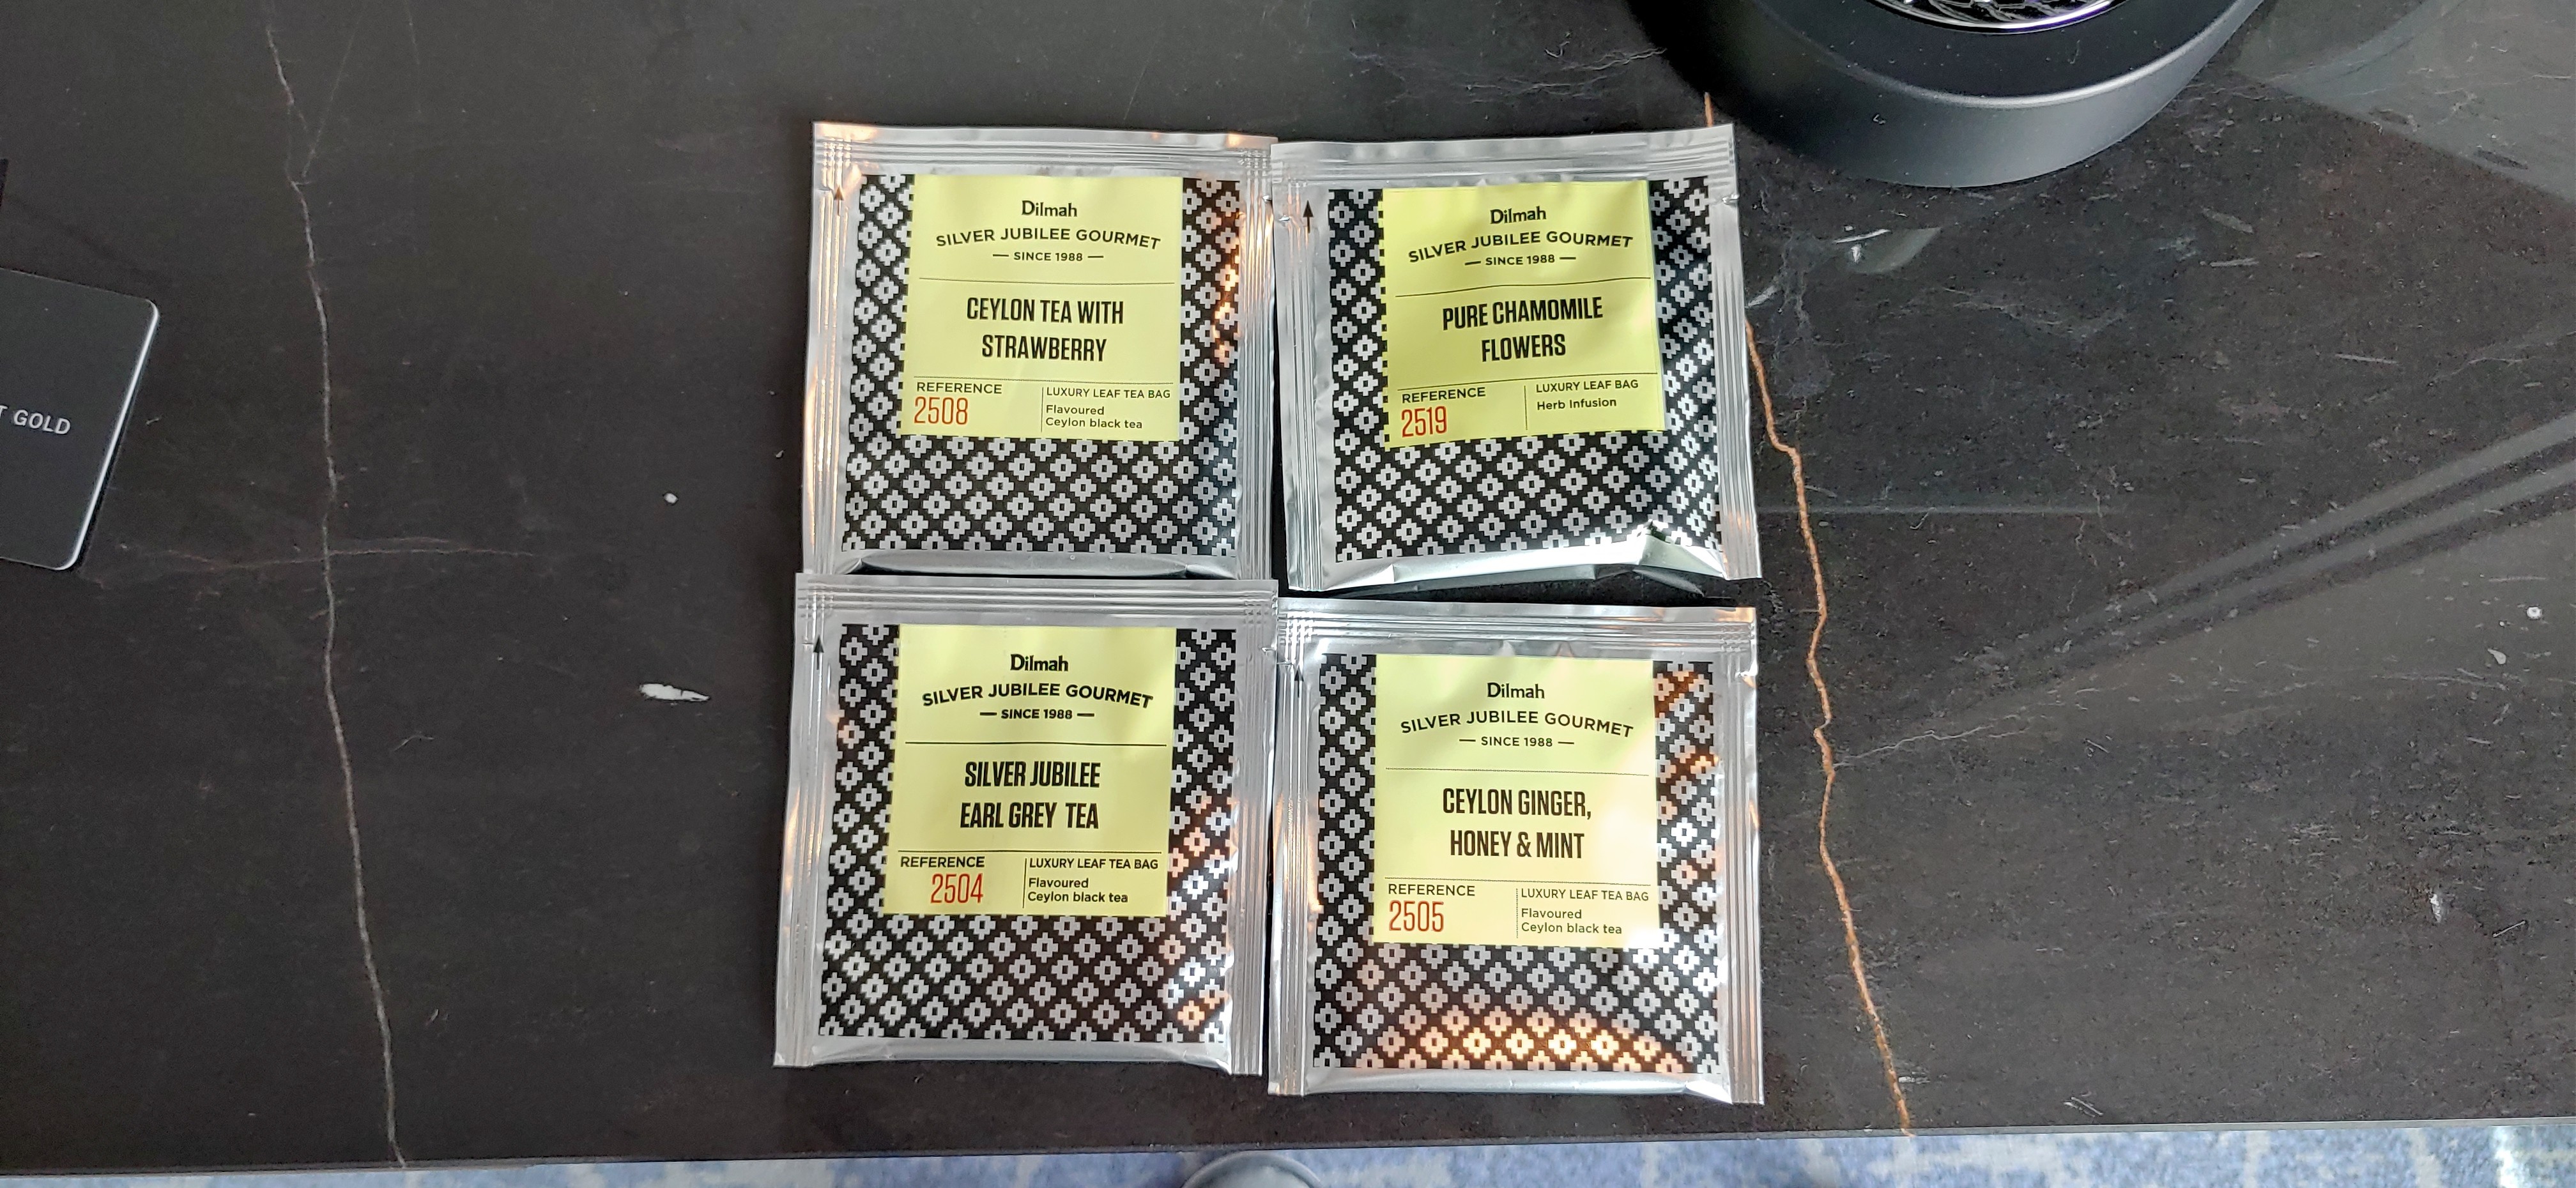 Dilmah
SILVER JUBILEE GOURMET
— SINCE 1988 —
CEYLON TEA WITH
STRAWBERRY
REFERENCE
2508
LUXURY LEAF TEA BAG
Flavoured
Ceylon black tea
Dilmah
SILVER JUBILEE GOURMET
— SINCE 1988 —
PURE CHAMOMILE
FLOWERS
REFERENCE
2519
LUXURY LEAF BAG
Herb Infusion
T GOLD
Dilmah
SILVER JUBILEE GOURMET
— SINCE 1988 —
SILVER JUBILEE
EARL GREY TEA
REFERENCE
2504
LUXURY LEAF TEA BAG
Flavoured
Ceylon black tea
Dilmah
SILVER JUBILEE GOURMET
— SINCE 1988 —
CEYLON GINGER,
HONEY & MINT
REFERENCE
2505
LUXURY LEAF TEA BAG
Flavoured
Ceylon black tea